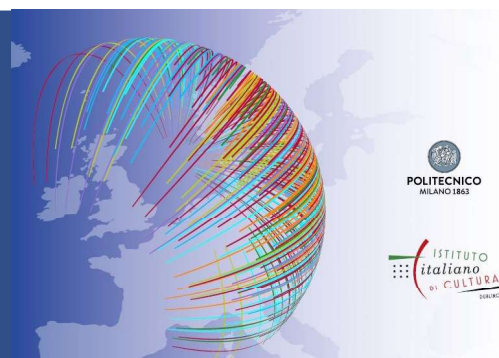 POLITECNICO
MILANO 1863
ISTITUTO
italiano
DI CULTURA
DUBLINO